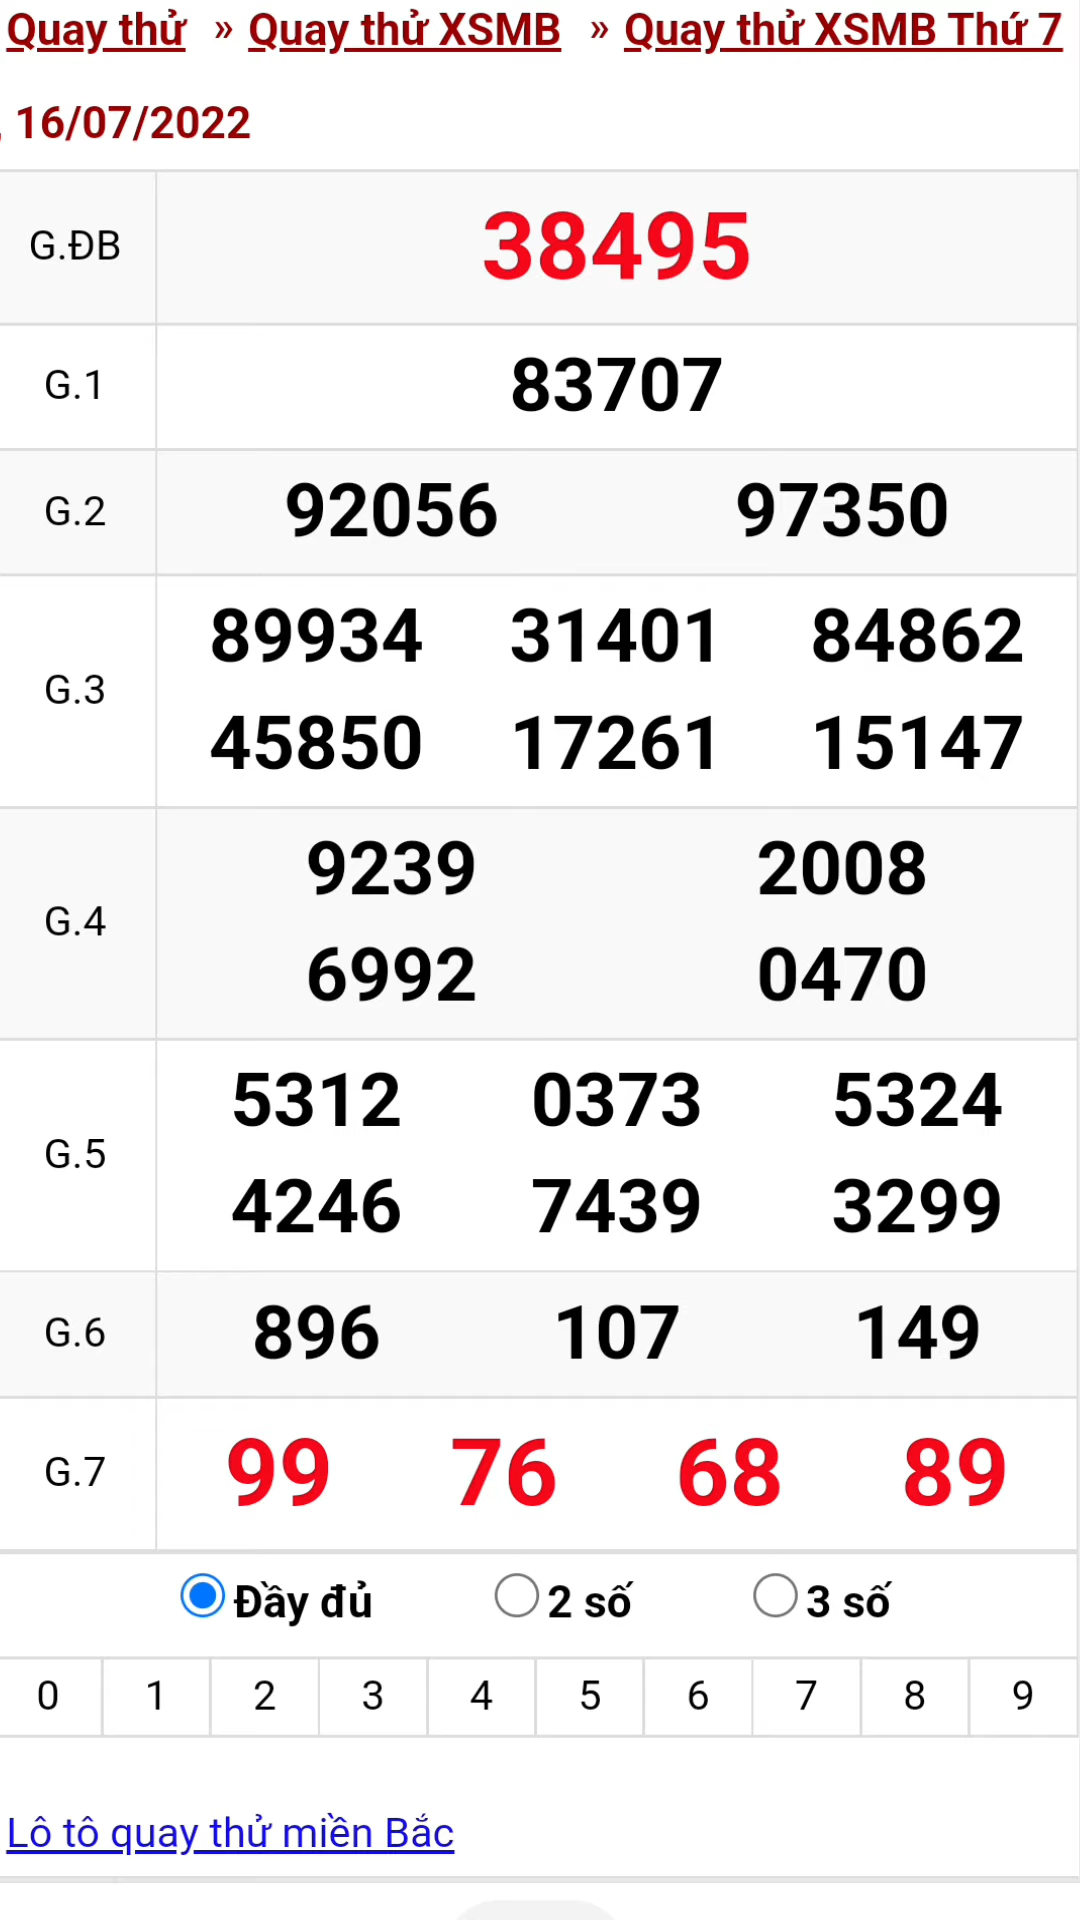 Quay thử » Quay thử XSMB » Quay thử XSMB Thứ 7
, 16/07/2022
G.ĐB 38495
G.1 83707
G.2 92056 97350
G.3 89934 31401 84862
45850 17261 15147
G.4 9239 2008
6992 0470
G.5 5312 0373 5324
4246 7439 3299
G.6 896 107 149
G.7 99 76 68 89
Đầy đủ 2 số 3 số
0 1 2 3 4 5 6 7 8 9
Lô tô quay thử miền Bắc